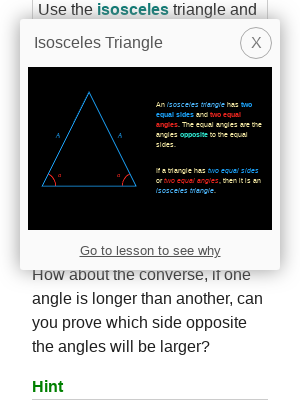 Use the isosceles triangle and
Isosceles Triangle
X
An isosceles triangle has two
equal sides and two equal
angles. The equal angles are the
angles opposite to the equal
sides.
If a triangle has two equal sides
or two equal angles, then it is an
isosceles triangle.
Go to lesson to see why
How about the converse, if one
angle is longer than another, can
you prove which side opposite
the angles will be larger?
Hint